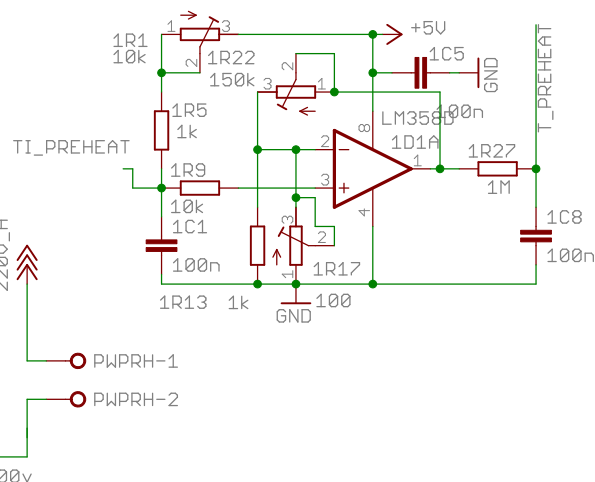 +5V
1
3
1R1
10k
2
1R22
150k
2
3
1
1C5
GND
100n
T_PREHEAT
LM358D
1D1A
8
1R5
1k
TI_PREHEAT
2
3
1
4
1R9
10k
1R27
1M
1C1
100n
3
2
1
1R17
100
1C8
100n
1R13
1k
GND
220V_H
PWPRH-1
PWPRH-2
00v